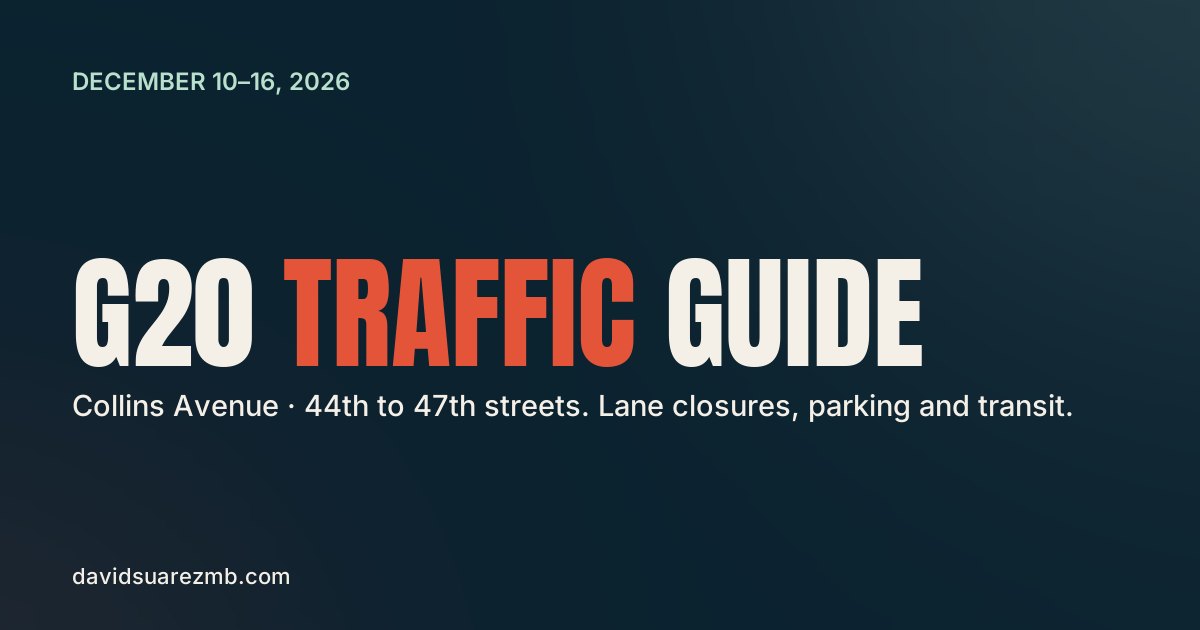 DECEMBER 10–16, 2026
G20 TRAFFIC GUIDE
Collins Avenue · 44th to 47th streets. Lane closures, parking and transit.
davidsuarezmb.com